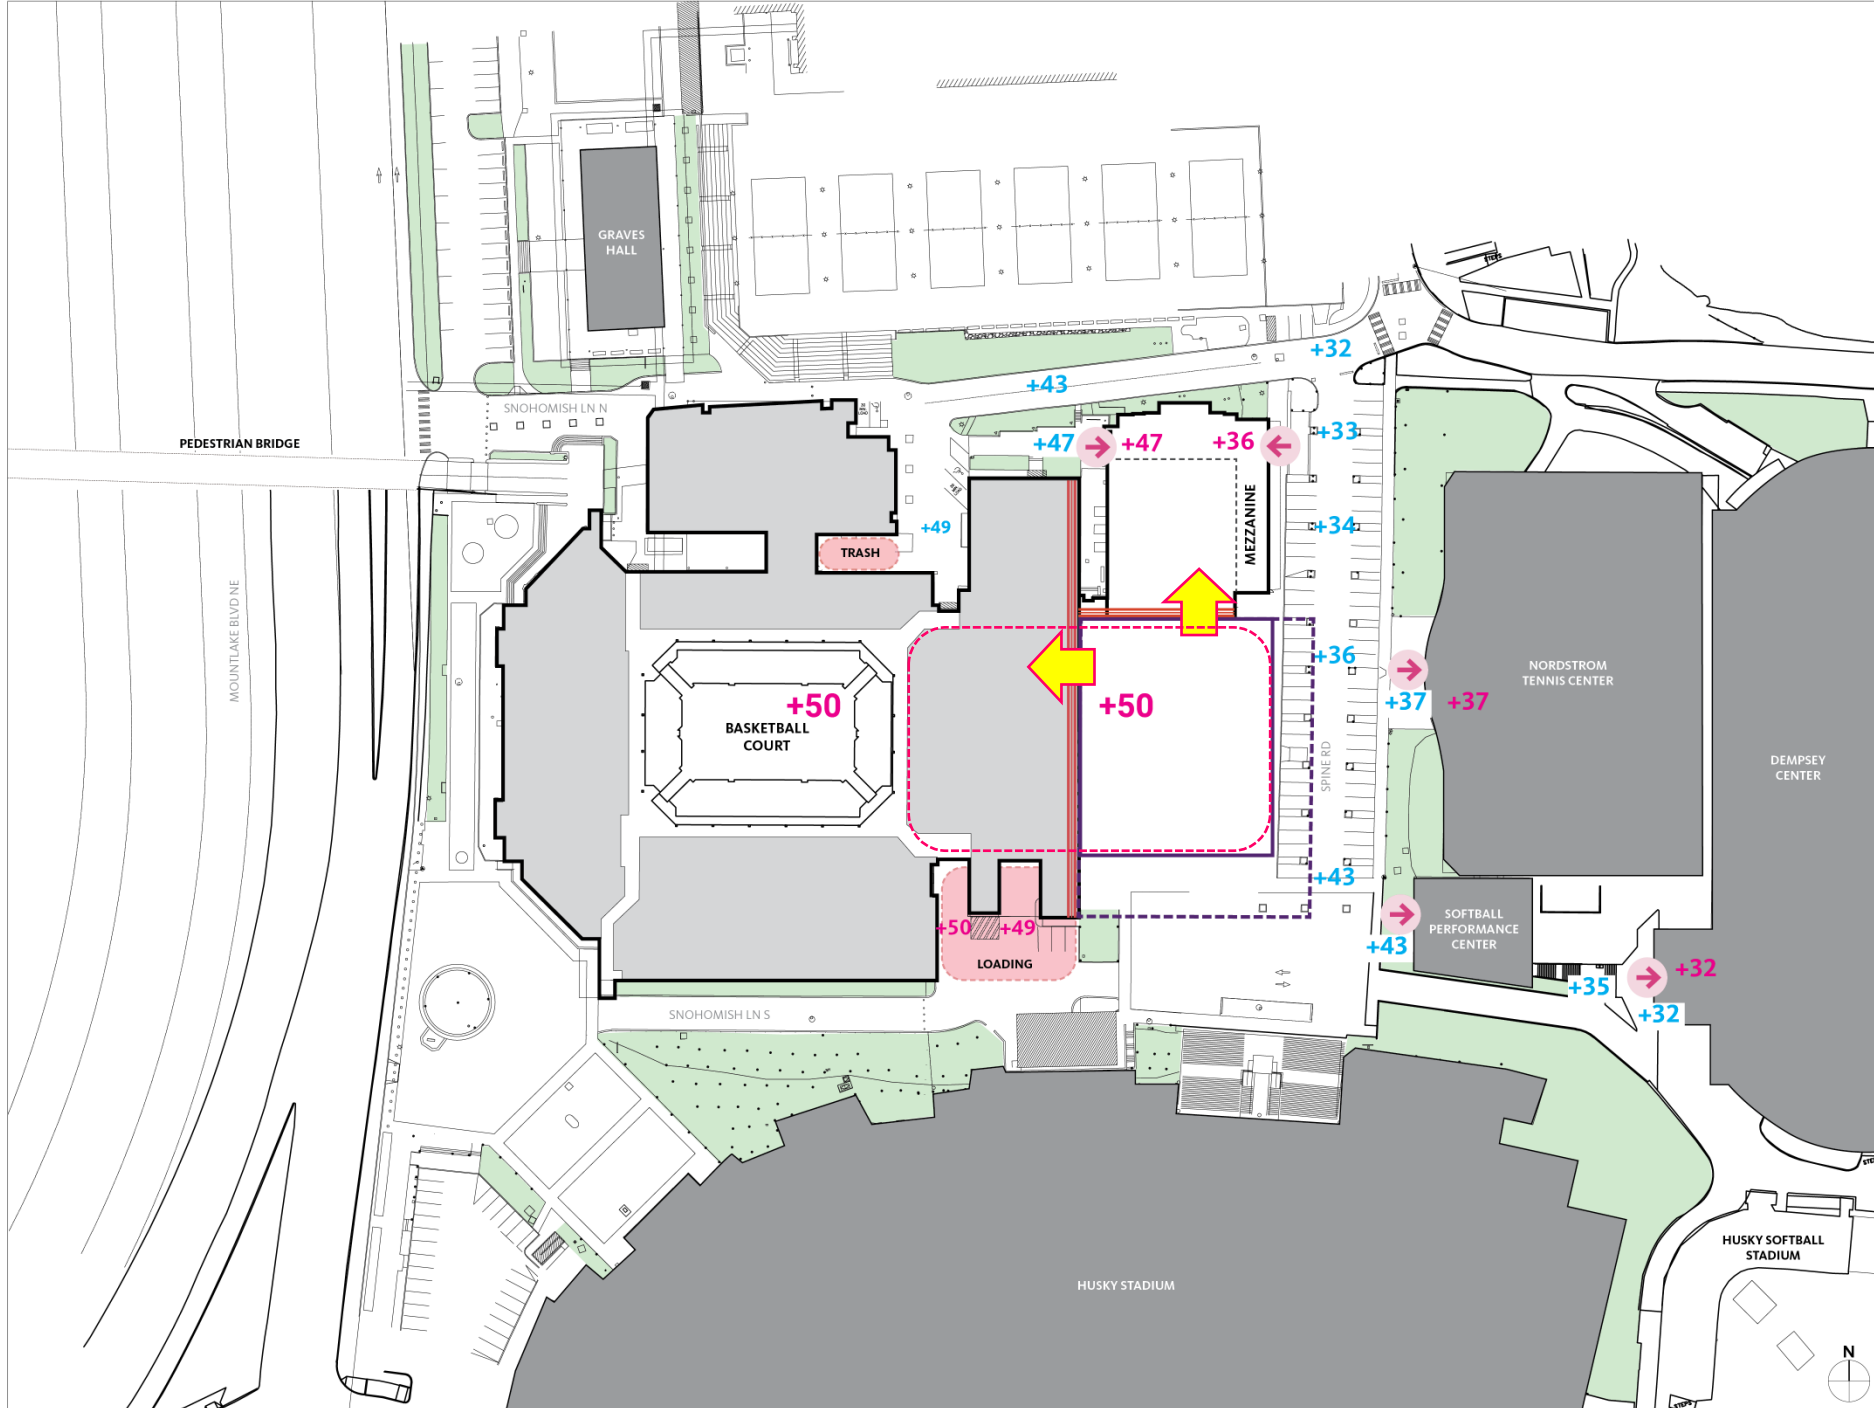 STEPS
GRAVES
HALL
+32
+43
SNOHOMISH LN N
PEDESTRIAN BRIDGE
+47
+47
+36
+33
MEZZANINE
+49
+34
TRASH
MOUNTLAKE BLVD NE
+36
NORDSTROM
TENNIS CENTER
+50
+50
+37
+37
BASKETBALL
COURT
SPINE RD
DEMPSEY
CENTER
+43
SOFTBALL
PERFORMANCE
CENTER
+50
+49
+43
LOADING
+32
+35
SNOHOMISH LN S
+32
HUSKY SOFTBALL
STADIUM
HUSKY STADIUM
N
STEPS